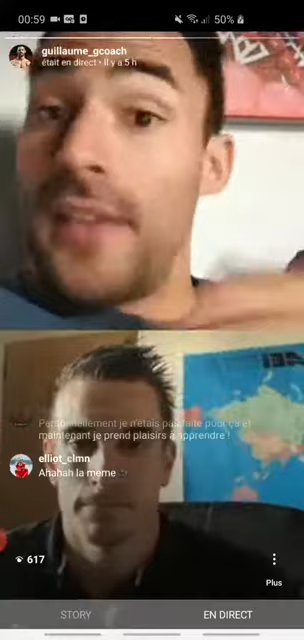 00:59
50%
guillaume_gcoach
était en direct • Il y a 5 h
Personnellement je n'étais pas faite pour ça et
maintenant je prend plaisirs a apprendre !
elliot_clmn
Ahahah la meme
617
Plus
STORY
EN DIRECT